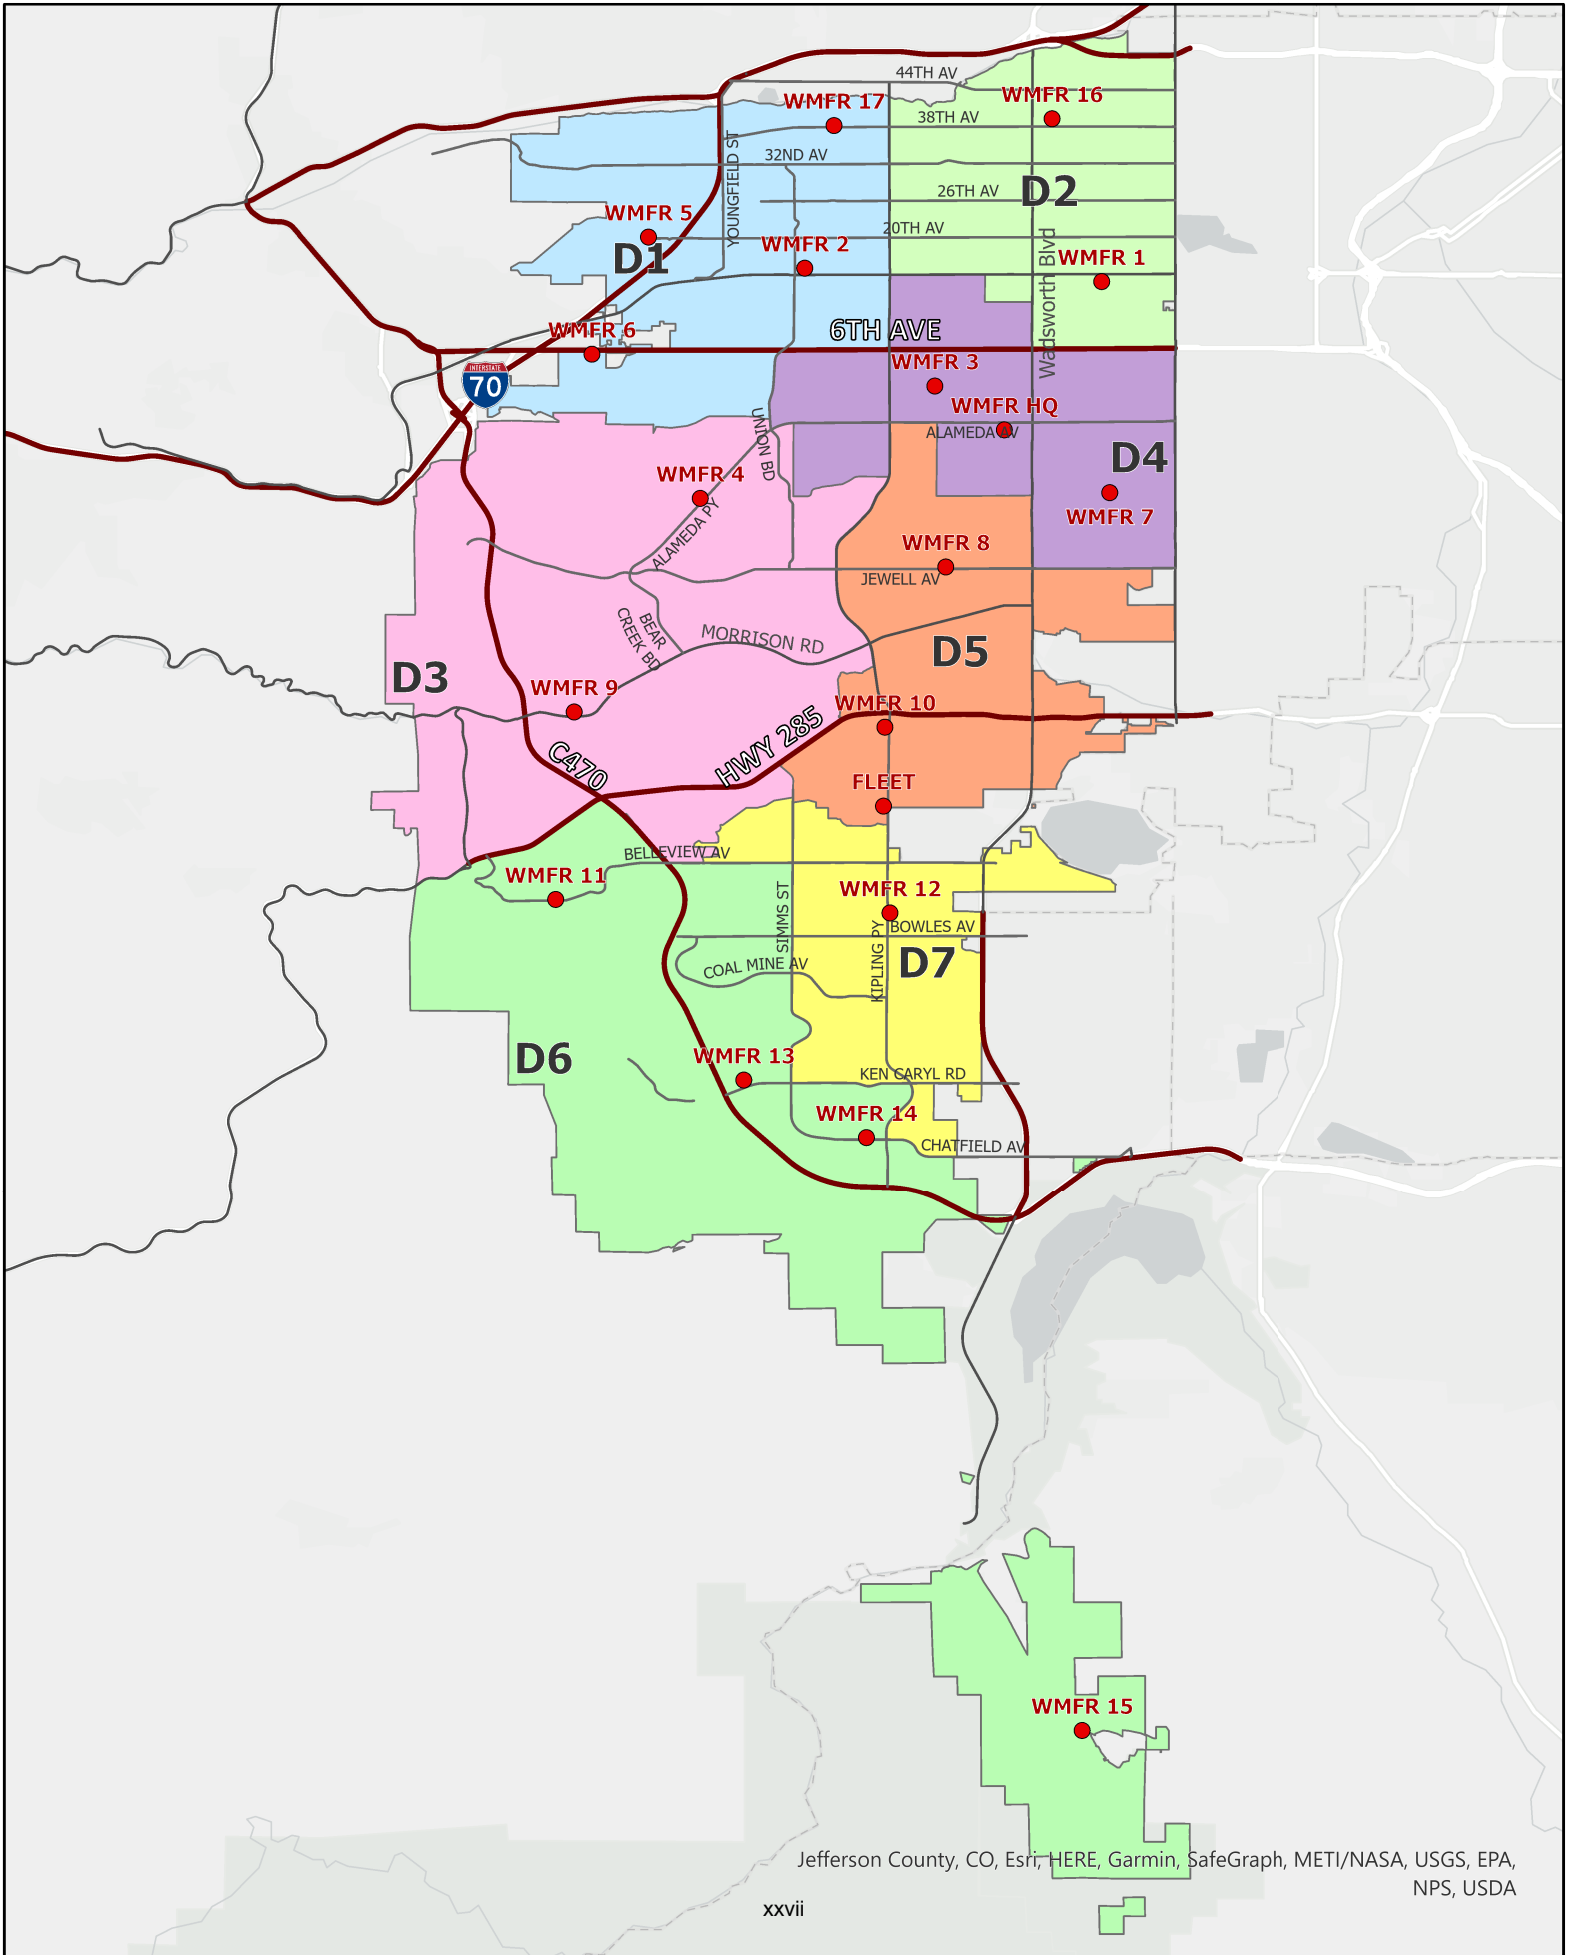 44TH AV
WMFR 17
WMFR 16
38TH AV
YOUNGFIELD ST
32ND AV
26TH AV
D2
WMFR 5
20TH AV
D1
WMFR 2
Wadsworth Blvd
WMFR 1
WMFR 6
6TH AVE
WMFR 3
INTERSTATE
70
WMFR HQ
UNION BD
ALAMEDA AV
D4
WMFR 4
ALAMEDA PY
WMFR 7
WMFR 8
JEWELL AV
BEAR
CREEK BD
MORRISON RD
D5
D3
WMFR 9
WMFR 10
HWY 285
C470
FLEET
BELLEVIEW AV
WMFR 11
SIMMS ST
WMFR 12
KIPLING PY
BOWLES AV
COAL MINE AV
D7
D6
WMFR 13
KEN CARYL RD
WMFR 14
CHATFIELD AV
WMFR 15
Jefferson County, CO, Esri, HERE, Garmin, SafeGraph, METI/NASA, USGS, EPA,
NPS, USDA
xxvii